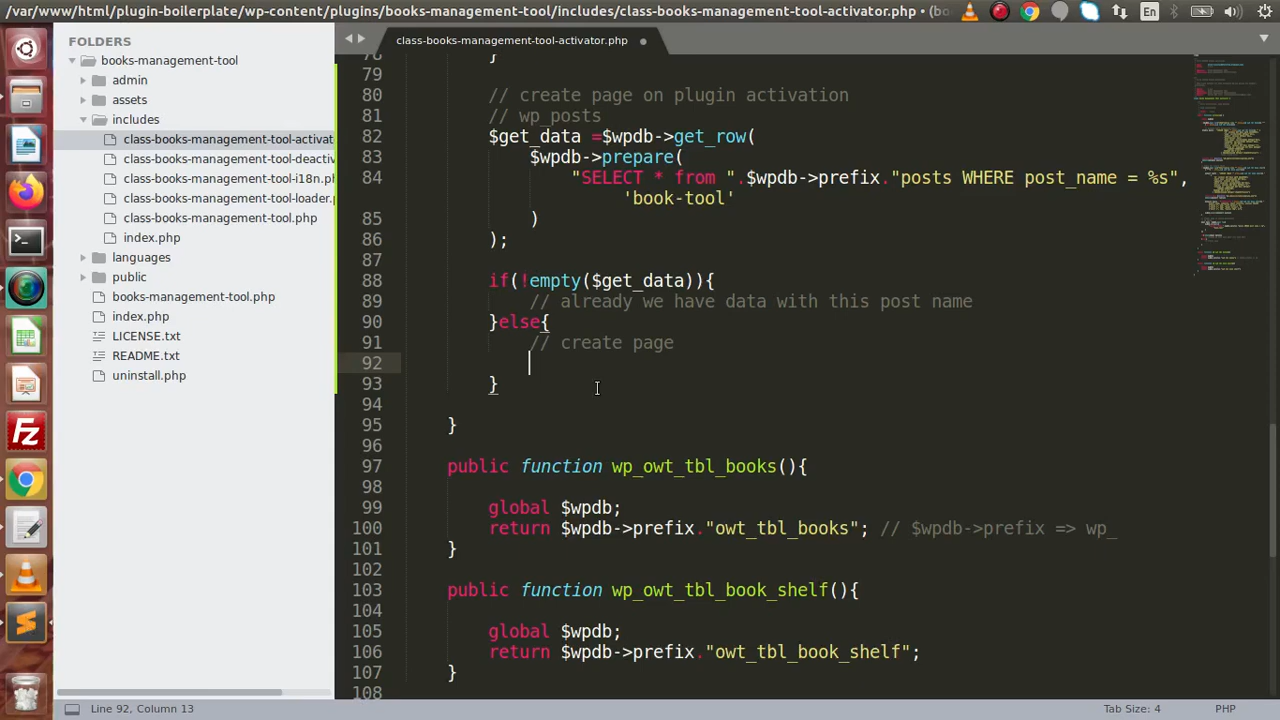 /var/www/html/plugin-boilerplate/wp-content/plugins/books-management-tool/includes/class-books-management-tool-activator.php • (bo
En
FOLDERS
books-management-tool
admin
assets
includes
class-books-management-tool-activat
class-books-management-tool-deactiv
class-books-management-tool-i18n.ph
class-books-management-tool-loader.
class-books-management-tool.php
index.php
languages
public
books-management-tool.php
index.php
LICENSE.txt
README.txt
uninstall.php
class-books-management-tool-activator.php
78 }
79
80 // create page on plugin activation
81 // wp_posts
82 $get_data =$wpdb->get_row(
83 $wpdb->prepare(
84 "SELECT * from ".$wpdb->prefix."posts WHERE post_name = %s",
'book-tool'
85 )
86 );
87
88 if(!empty($get_data)){
89 // already we have data with this post name
90 }else{
91 // create page
92
93 }
94
95 }
96
97 public function wp_owt_tbl_books(){
98
99 global $wpdb;
100 return $wpdb->prefix."owt_tbl_books"; // $wpdb->prefix => wp_
101 }
102
103 public function wp_owt_tbl_book_shelf(){
104
105 global $wpdb;
106 return $wpdb->prefix."owt_tbl_book_shelf";
107 }
108
Line 92, Column 13
Tab Size: 4
PHP